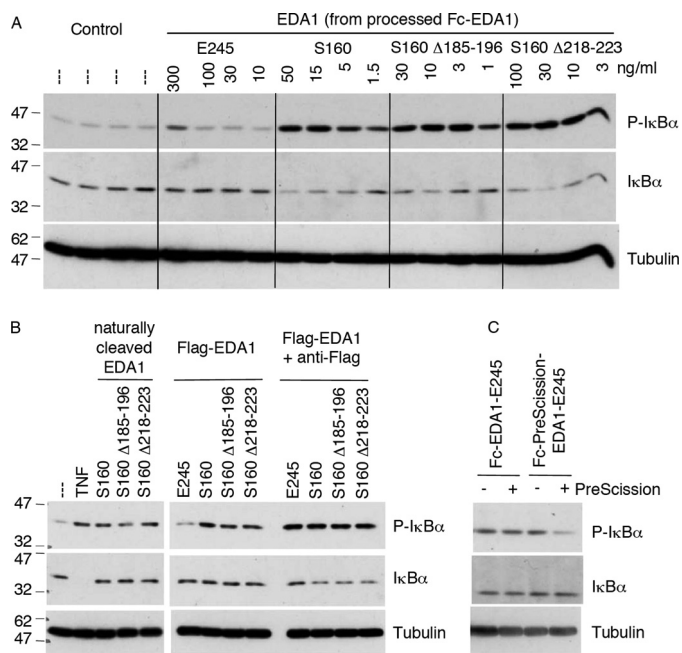 A
EDA1 (from processed Fc-EDA1)
Control
E245 S160 S160 Δ185-196 S160 Δ218-223
--- --- --- --- 300 100 30 10 50 15 5 1.5 30 10 3 1 100 30 10 3 ng/ml
47
32
P-IκBα
47
32
IκBα
62
47
Tubulin
B
naturally
cleaved
EDA1
Flag-EDA1
Flag-EDA1
+ anti-Flag
--- TNF S160 S160 Δ185-196 S160 Δ218-223 E245 S160 S160 Δ185-196 S160 Δ218-223 E245 S160 S160 Δ185-196 S160 Δ218-223
47
32
P-IκBα
47
32
IκBα
62
47
Tubulin
C
Fc-EDA1-E245
Fc-PreScission-
EDA1-E245
- + - + PreScission
P-IκBα
IκBα
Tubulin